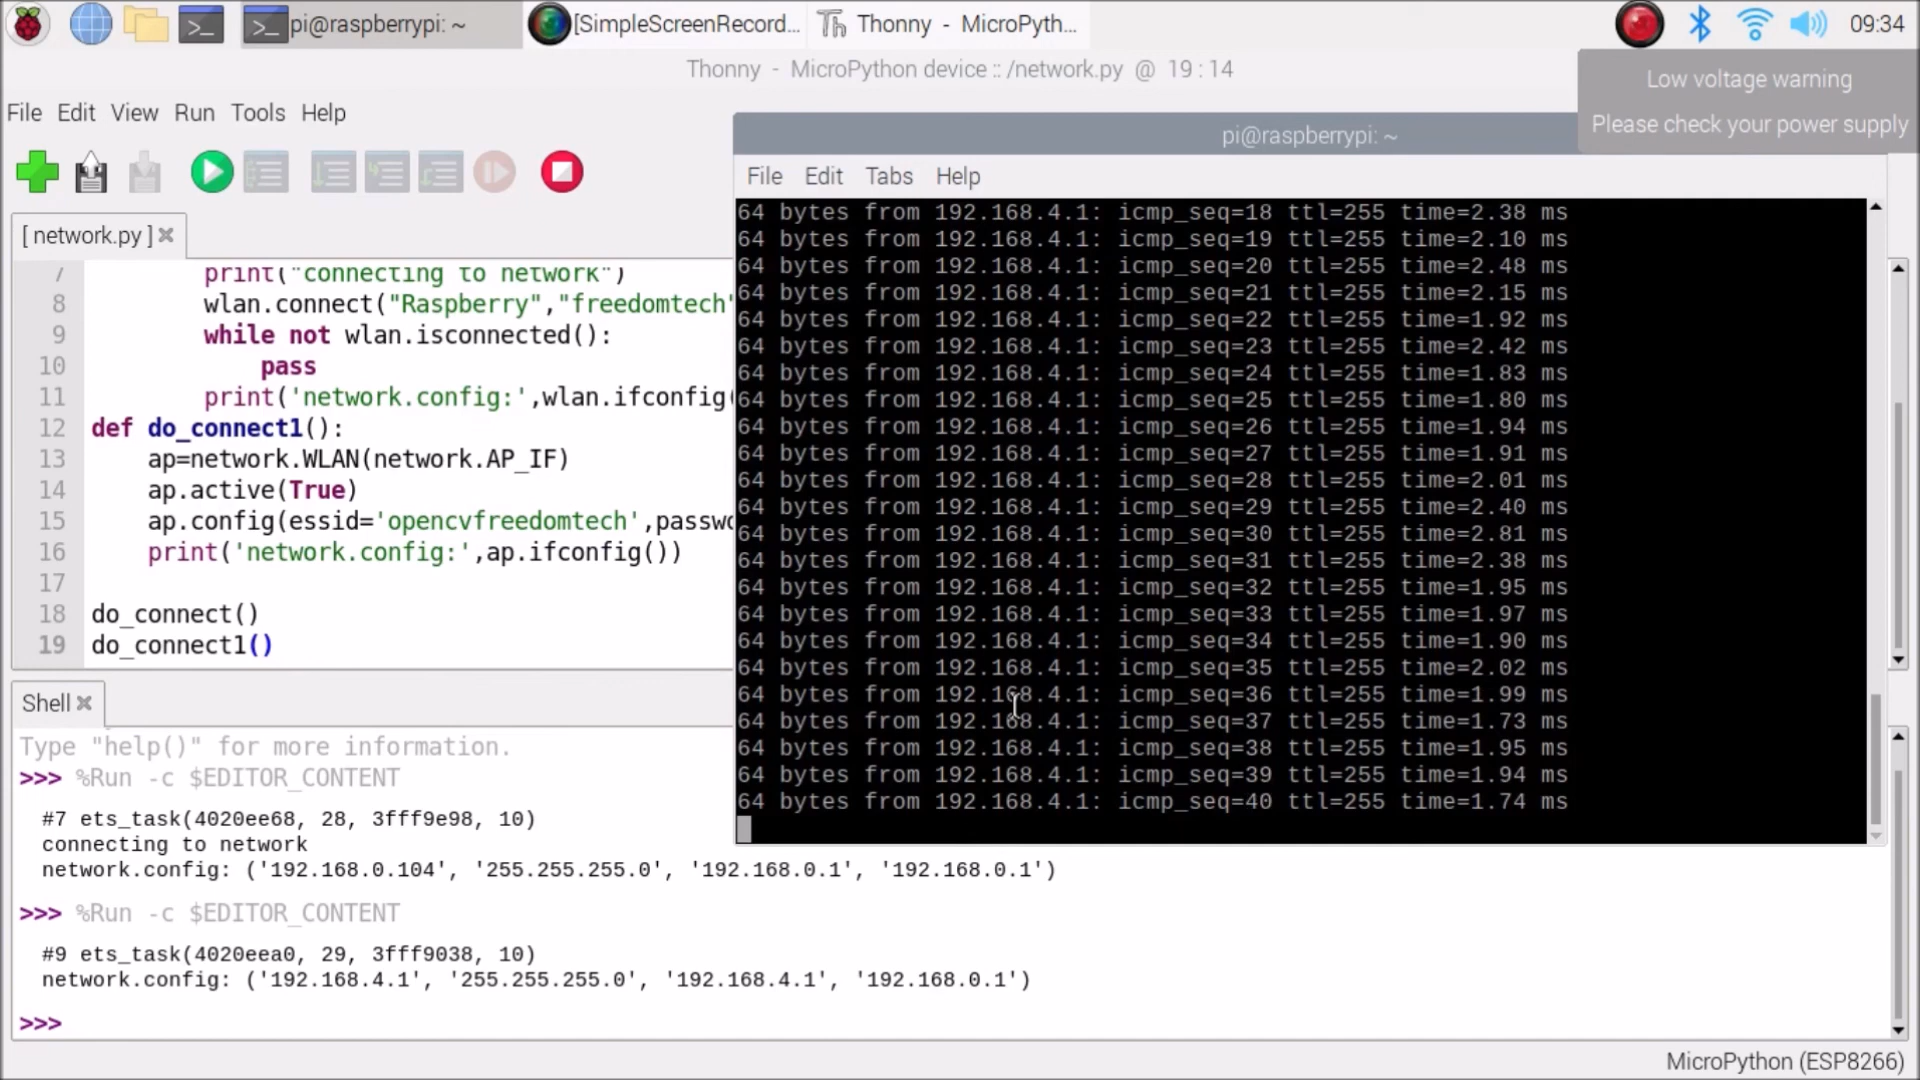 pi@raspberrypi: ~
[SimpleScreenRecord...
Thonny - MicroPyth...
09:34
Thonny - MicroPython device :: /network.py @ 19 : 14
Low voltage warning
Please check your power supply
File Edit View Run Tools Help
[ network.py ]
7 print("connecting to network")
8 wlan.connect("Raspberry","freedomtech"
9 while not wlan.isconnected():
10 pass
11 print('network.config:',wlan.ifconfig(
12 def do_connect1():
13 ap=network.WLAN(network.AP_IF)
14 ap.active(True)
15 ap.config(essid='opencvfreedomtech',passwo
16 print('network.config:',ap.ifconfig())
17
18 do_connect()
19 do_connect1()
pi@raspberrypi: ~
File Edit Tabs Help
64 bytes from 192.168.4.1: icmp_seq=18 ttl=255 time=2.38 ms
64 bytes from 192.168.4.1: icmp_seq=19 ttl=255 time=2.10 ms
64 bytes from 192.168.4.1: icmp_seq=20 ttl=255 time=2.48 ms
64 bytes from 192.168.4.1: icmp_seq=21 ttl=255 time=2.15 ms
64 bytes from 192.168.4.1: icmp_seq=22 ttl=255 time=1.92 ms
64 bytes from 192.168.4.1: icmp_seq=23 ttl=255 time=2.42 ms
64 bytes from 192.168.4.1: icmp_seq=24 ttl=255 time=1.83 ms
64 bytes from 192.168.4.1: icmp_seq=25 ttl=255 time=1.80 ms
64 bytes from 192.168.4.1: icmp_seq=26 ttl=255 time=1.94 ms
64 bytes from 192.168.4.1: icmp_seq=27 ttl=255 time=1.91 ms
64 bytes from 192.168.4.1: icmp_seq=28 ttl=255 time=2.01 ms
64 bytes from 192.168.4.1: icmp_seq=29 ttl=255 time=2.40 ms
64 bytes from 192.168.4.1: icmp_seq=30 ttl=255 time=2.81 ms
64 bytes from 192.168.4.1: icmp_seq=31 ttl=255 time=2.38 ms
64 bytes from 192.168.4.1: icmp_seq=32 ttl=255 time=1.95 ms
64 bytes from 192.168.4.1: icmp_seq=33 ttl=255 time=1.97 ms
64 bytes from 192.168.4.1: icmp_seq=34 ttl=255 time=1.90 ms
64 bytes from 192.168.4.1: icmp_seq=35 ttl=255 time=2.02 ms
64 bytes from 192.168.4.1: icmp_seq=36 ttl=255 time=1.99 ms
64 bytes from 192.168.4.1: icmp_seq=37 ttl=255 time=1.73 ms
64 bytes from 192.168.4.1: icmp_seq=38 ttl=255 time=1.95 ms
64 bytes from 192.168.4.1: icmp_seq=39 ttl=255 time=1.94 ms
64 bytes from 192.168.4.1: icmp_seq=40 ttl=255 time=1.74 ms
Shell
Type "help()" for more information.
>>> %Run -c $EDITOR_CONTENT
#7 ets_task(4020ee68, 28, 3fff9e98, 10)
connecting to network
network.config: ('192.168.0.104', '255.255.255.0', '192.168.0.1', '192.168.0.1')
>>> %Run -c $EDITOR_CONTENT
#9 ets_task(4020eea0, 29, 3fff9038, 10)
network.config: ('192.168.4.1', '255.255.255.0', '192.168.4.1', '192.168.0.1')
>>>
MicroPython (ESP8266)